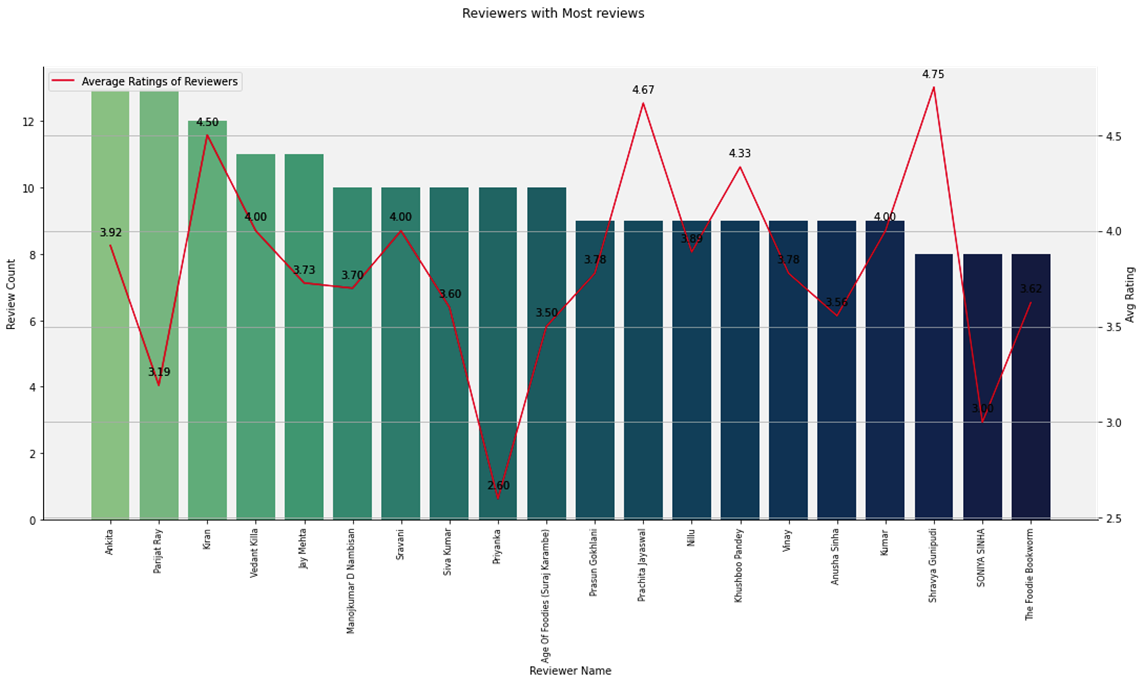 Reviewers with Most reviews
Average Ratings of Reviewers
4.75
4.67
4.50
4.33
4.00
4.00
4.00
3.92
3.89
3.78
3.78
3.73
3.70
3.60
3.62
3.56
3.50
3.19
3.00
2.60
12
10
8
6
4
2
0
Review Count
4.5
4.0
3.5
3.0
2.5
Avg Rating
Ankita
Parijat Ray
Kiran
Vedant Killa
Jay Mehta
Manojkumar D Nambisan
Sravani
Siva Kumar
Priyanka
Age Of Foodies (Suraj Karambe)
Prasun Gokhlani
Prachita Jayaswal
Nillu
Khushboo Pandey
Vinay
Anusha Sinha
Kumar
Shravya Gunipudi
SONIYA SINHA
The Foodie Bookworm
Reviewer Name